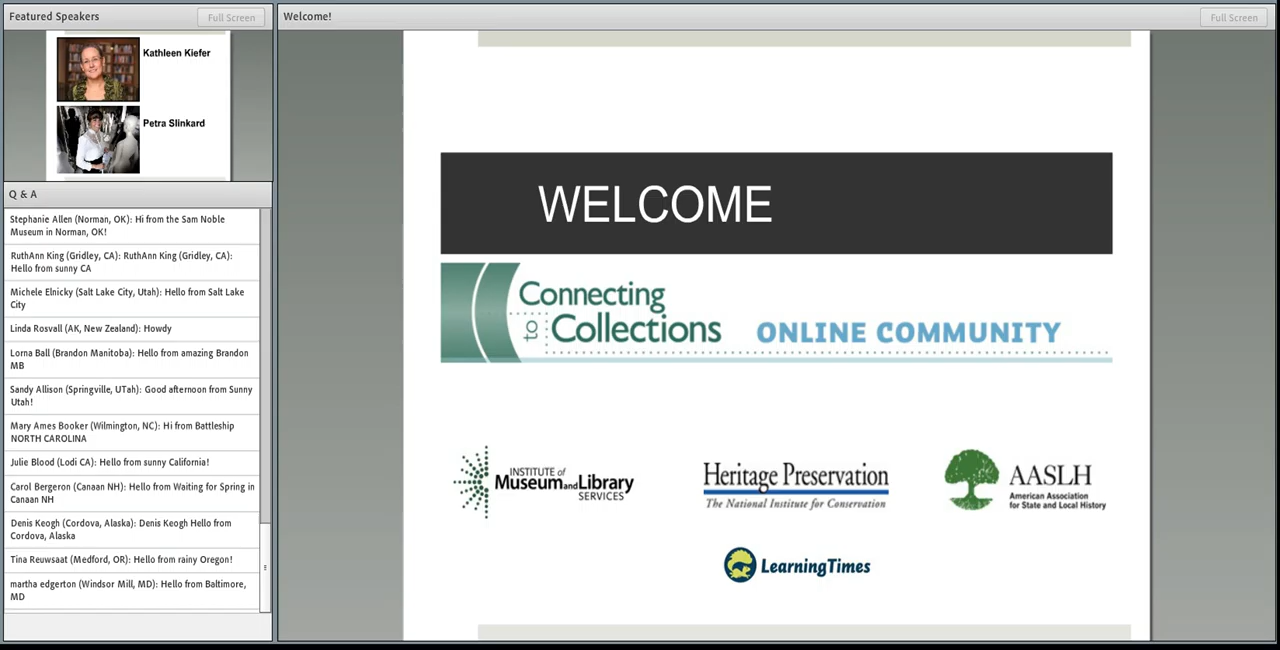 Featured Speakers
Full Screen
Kathleen Kiefer
Petra Slinkard
Q & A
Stephanie Allen (Norman, OK): Hi from the Sam Noble
Museum in Norman, OK!
RuthAnn King (Gridley, CA): RuthAnn King (Gridley, CA):
Hello from sunny CA
Michele Elnicky (Salt Lake City, Utah): Hello from Salt Lake
City
Linda Rosvall (AK, New Zealand): Howdy
Lorna Ball (Brandon Manitoba): Hello from amazing Brandon
MB
Sandy Allison (Springville, UTah): Good afternoon from Sunny
Utah!
Mary Ames Booker (Wilmington, NC): Hi from Battleship
NORTH CAROLINA
Julie Blood (Lodi CA): Hello from sunny California!
Carol Bergeron (Canaan NH): Hello from Waiting for Spring in
Canaan NH
Denis Keogh (Cordova, Alaska): Denis Keogh Hello from
Cordova, Alaska
Tina Reuwsaat (Medford, OR): Hello from rainy Oregon!
martha edgerton (Windsor Mill, MD): Hello from Baltimore,
MD
Welcome!
Full Screen
WELCOME
Connecting
to Collections
ONLINE COMMUNITY
INSTITUTE of
Museum and Library
SERVICES
Heritage Preservation
The National Institute for Conservation
AASLH
American Association
for State and Local History
LearningTimes